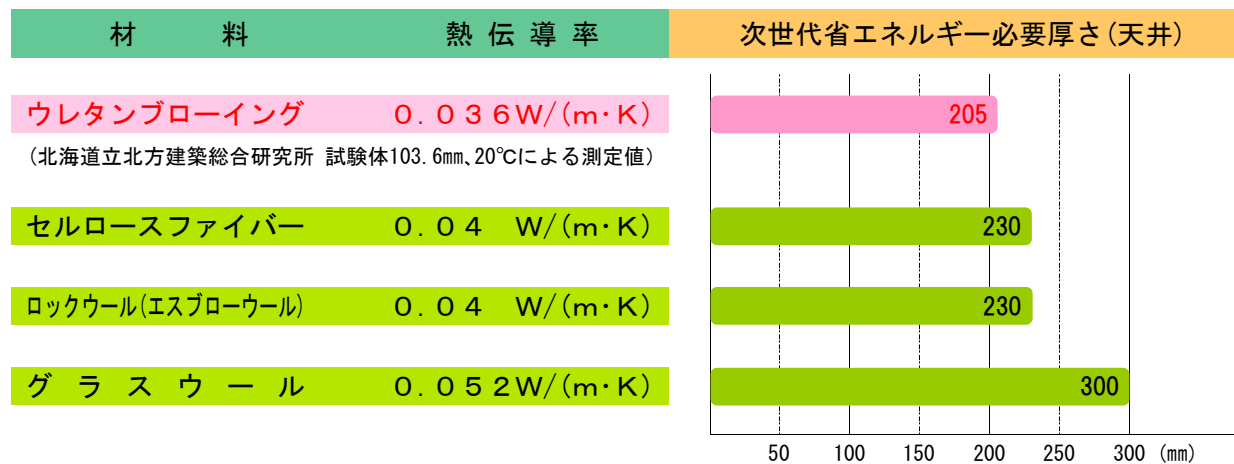 材料 熱伝導率 次世代省エネルギー必要厚さ(天井)
ウレタンブローイング 0.036W/(m·K) 205
(北海道立北方建築総合研究所 試験体103.6㎜、20℃による測定値)
セルロースファイバー 0.04 W/(m·K) 230
ロックウール(エスブローウール) 0.04 W/(m·K) 230
グラスウール 0.052W/(m·K) 300
50 100 150 200 250 300 (㎜)